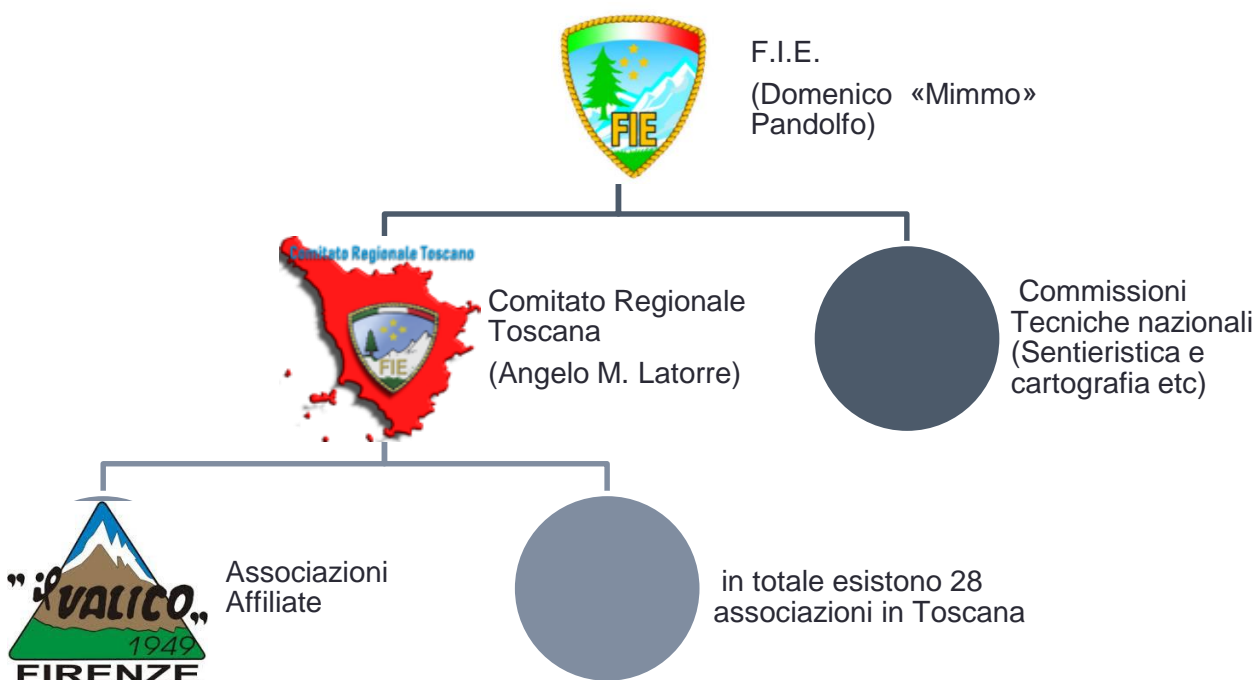 F.I.E.
(Domenico «Mimmo»
Pandolfo)
FIE
Comitato Regionale Toscano
FIE
Comitato Regionale
Toscana
(Angelo M. Latorre)
Commissioni
Tecniche nazionali
(Sentieristica e
cartografia etc)
"il VALICO„
1949
FIRENZE
Associazioni
Affiliate
in totale esistono 28
associazioni in Toscana